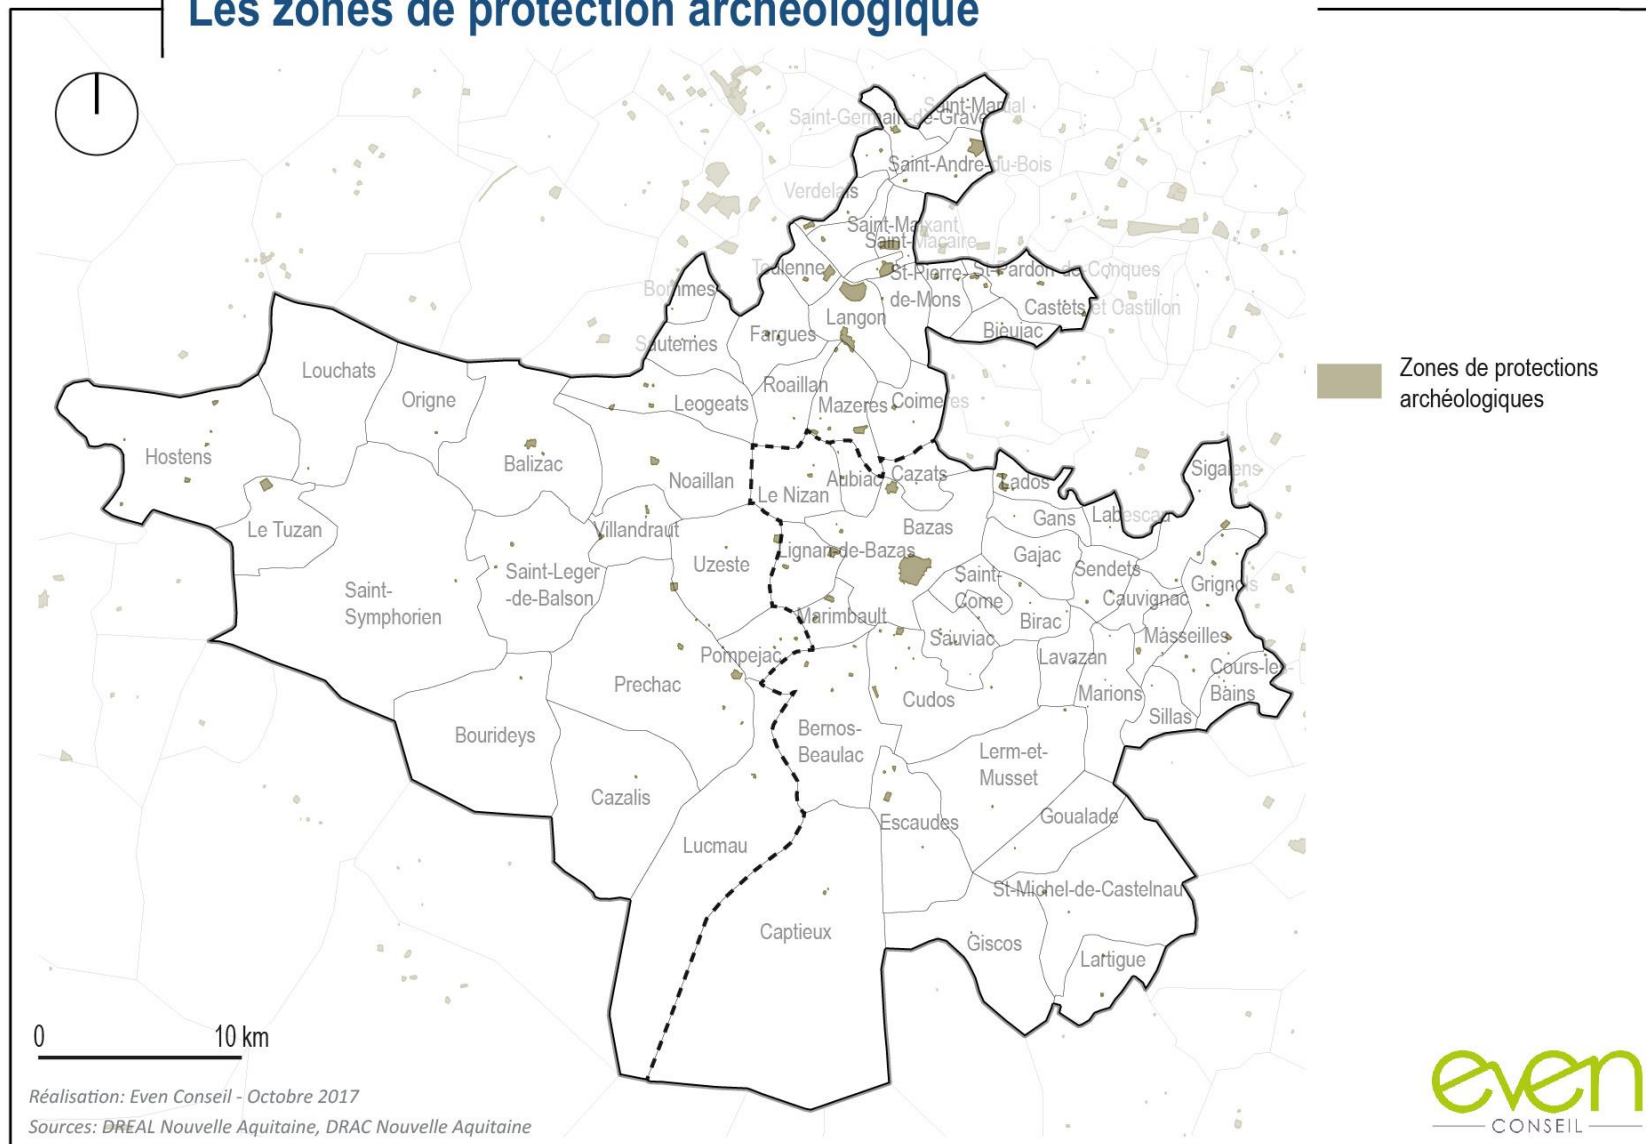 Les zones de protection archéologique
Saint-Martial
Saint-Germain-de-Grave
Saint-Andre-du-Bois
Verdelais
Saint-Maixant
Saint-Macaire
Toulenne
St-Pierre-
de-Mons
St-Pardon-de-Conques
Bommes
Castets et Castillon
Langon
Bieujac
Fargues
Sauternes
Louchats
Zones de protections
archéologiques
Roaillan
Origne
Leogeats
Mazeres
Coimeres
Hostens
Balizac
Noaillan
Le Nizan
Aubiac
Cazats
Lados
Sigalens
Le Tuzan
Villandraut
Bazas
Gans
Labescau
Lignan-de-Bazas
Gajac
Uzeste
Saint-Leger
-de-Balson
Saint-
Come
Sendets
Grignols
Saint-
Symphorien
Cauvignac
Marimbault
Birac
Sauviac
Masseilles
Pompejac
Lavazan
Cours-les-
Bains
Prechac
Cudos
Marions
Sillas
Bourideys
Bernos-
Beaulac
Lerm-et-
Musset
Cazalis
Escaudes
Goualade
Lucmau
St-Michel-de-Castelnau
Captieux
Giscos
Lartigue
0 10 km
Réalisation: Even Conseil - Octobre 2017
Sources: DREAL Nouvelle Aquitaine, DRAC Nouvelle Aquitaine
even
CONSEIL